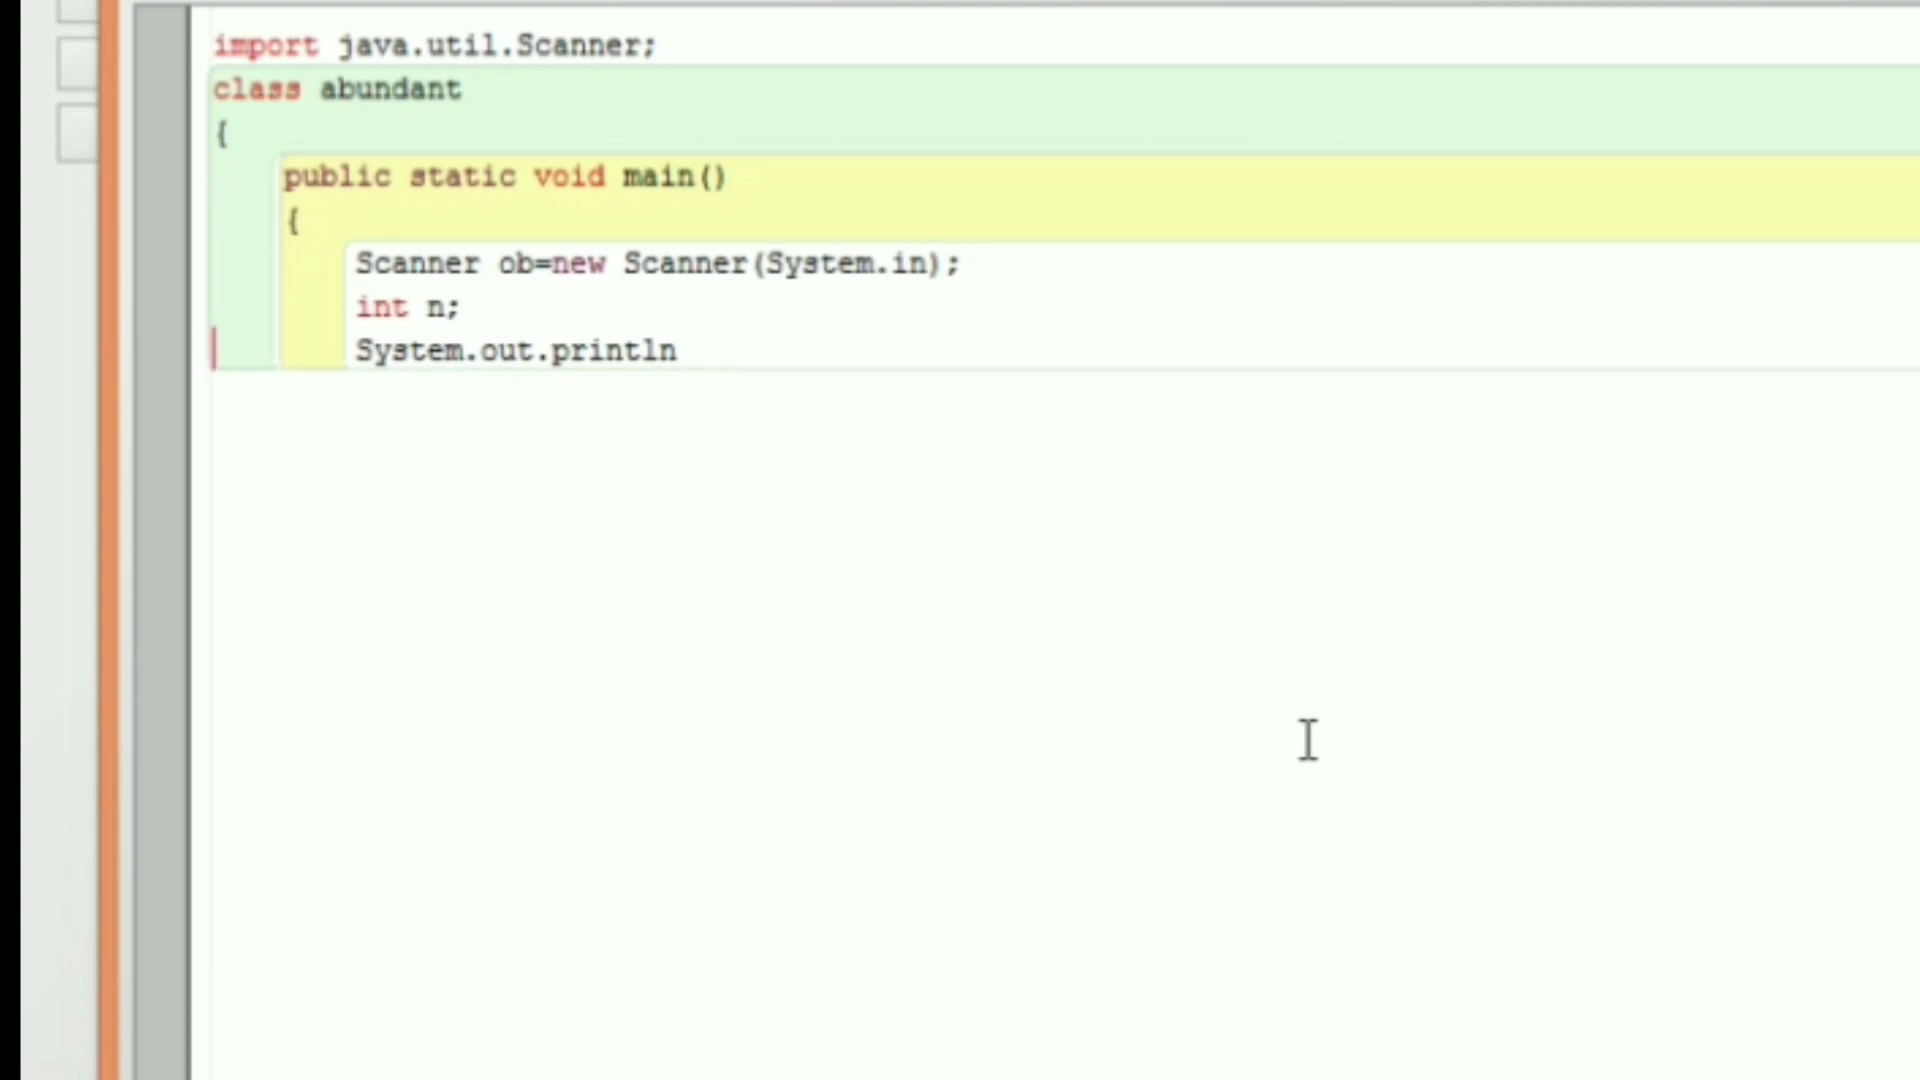 import java.util.Scanner;
class abundant
{
public static void main()
{
Scanner ob=new Scanner(System.in);
int n;
System.out.println